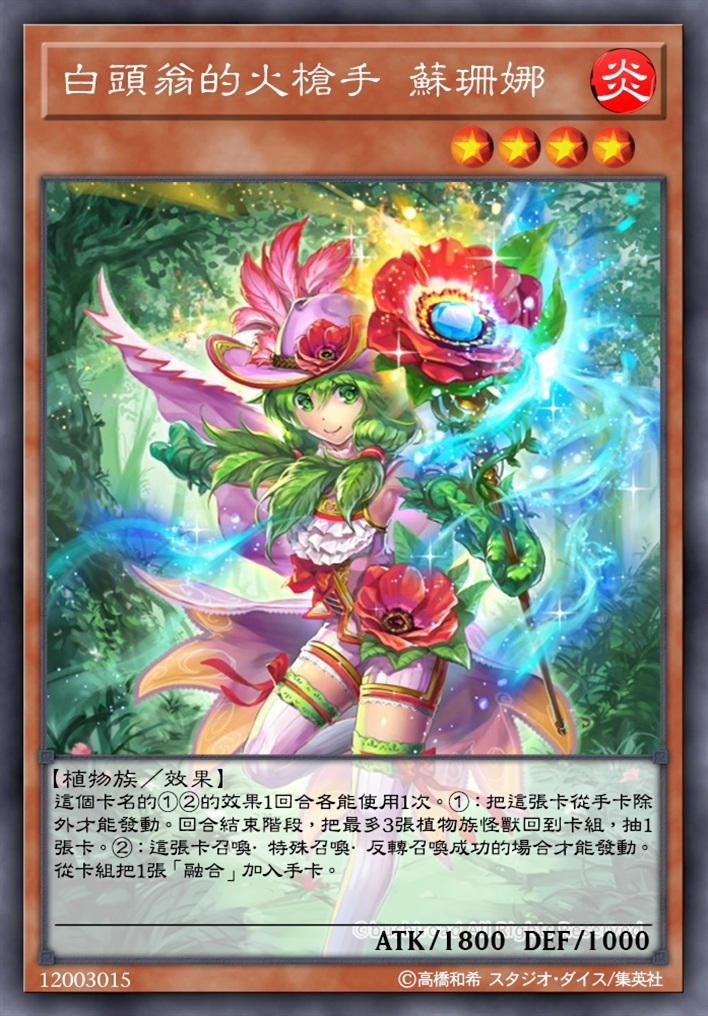 白頭翁的火槍手 蘇珊娜
炎
【植物族／效果】
這個卡名的①②的效果1回合各能使用1次。①：把這張卡從手卡除
外才能發動。回合結束階段，把最多3張植物族怪獸回到卡組，抽1
張卡。②：這張卡召喚· 特殊召喚· 反轉召喚成功的場合才能發動。
從卡組把1張「融合」加入手卡。
©bushiroad All Rights Reserved.
ATK/1800 DEF/1000
12003015
©高橋和希 スタジオ・ダイス/集英社